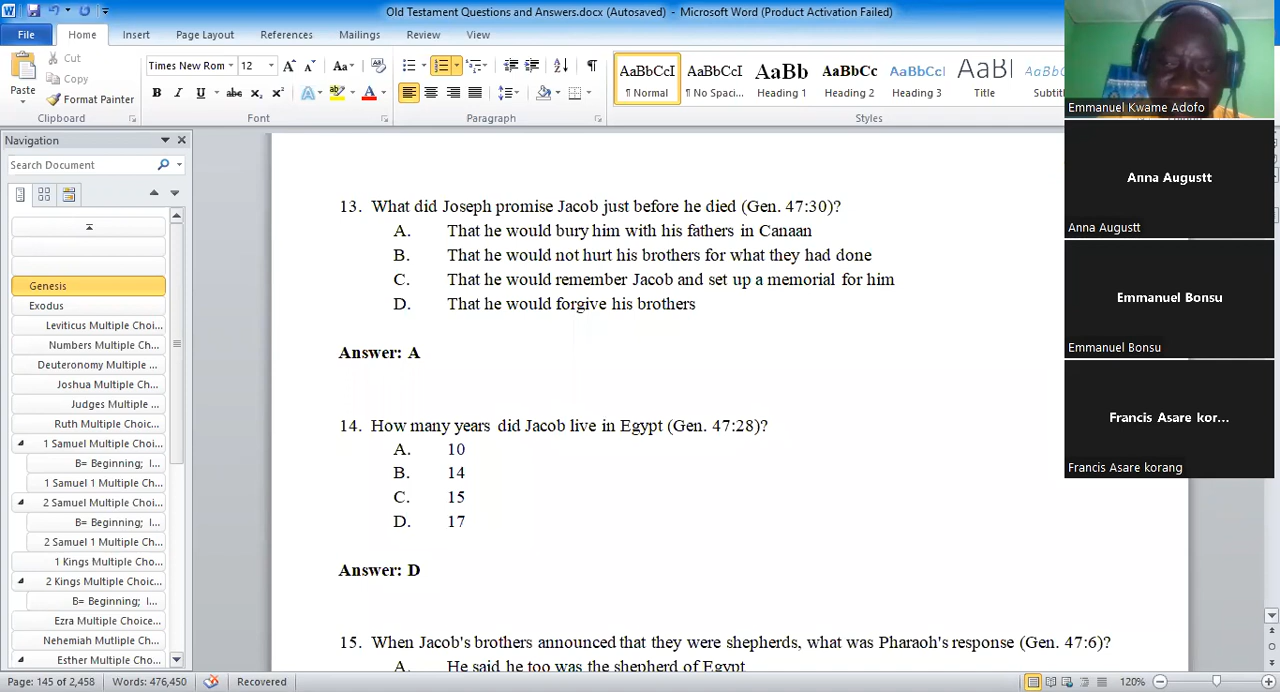 Old Testament Questions and Answers.docx (Autosaved) - Microsoft Word (Product Activation Failed)
File Home Insert Page Layout References Mailings Review View
Cut
Copy
Paste
Format Painter
Clipboard
Times New Rom 12
Font
Paragraph
AaBbCcI AaBbCcI AaBb AaBbCc AaBbCcI AaBl AaBb
¶ Normal ¶ No Spaci... Heading 1 Heading 2 Heading 3 Title Subtitl
Styles
Navigation
Search Document
Genesis
Exodus
Leviticus Multiple Choi...
Numbers Multiple Ch...
Deuteronomy Multiple ...
Joshua Multiple Ch...
Judges Multiple ...
Ruth Multiple Choic...
1 Samuel Multiple Choi...
B= Beginning; I...
1 Samuel 1 Multiple Ch...
2 Samuel Multiple Choi...
B= Beginning; I...
2 Samuel 1 Multiple Ch...
1 Kings Multiple Cho...
2 Kings Multiple Choic...
B= Beginning; I...
Ezra Multiple Choice...
Nehemiah Mutliple Ch...
Esther Multiple Cho...
13. What did Joseph promise Jacob just before he died (Gen. 47:30)?
A. That he would bury him with his fathers in Canaan
B. That he would not hurt his brothers for what they had done
C. That he would remember Jacob and set up a memorial for him
D. That he would forgive his brothers
Answer: A
14. How many years did Jacob live in Egypt (Gen. 47:28)?
A. 10
B. 14
C. 15
D. 17
Answer: D
15. When Jacob's brothers announced that they were shepherds, what was Pharaoh's response (Gen. 47:6)?
A. He said he too was the shepherd of Egypt
Emmanuel Kwame Adofo
Anna Augustt
Anna Augustt
Emmanuel Bonsu
Emmanuel Bonsu
Francis Asare kor...
Francis Asare korang
Page: 145 of 2,458 Words: 476,450 Recovered 120%